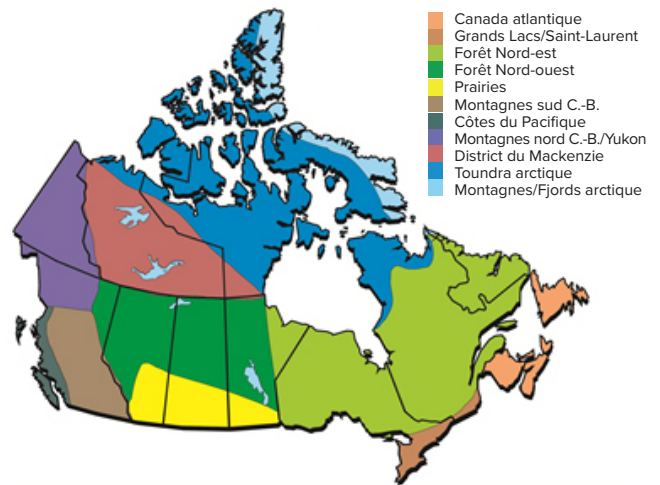 Canada atlantique
Grands Lacs/Saint-Laurent
Forêt Nord-est
Forêt Nord-ouest
Prairies
Montagnes sud C.-B.
Côtes du Pacifique
Montagnes nord C.-B./Yukon
District du Mackenzie
Toundra arctique
Montagnes/Fjords arctique